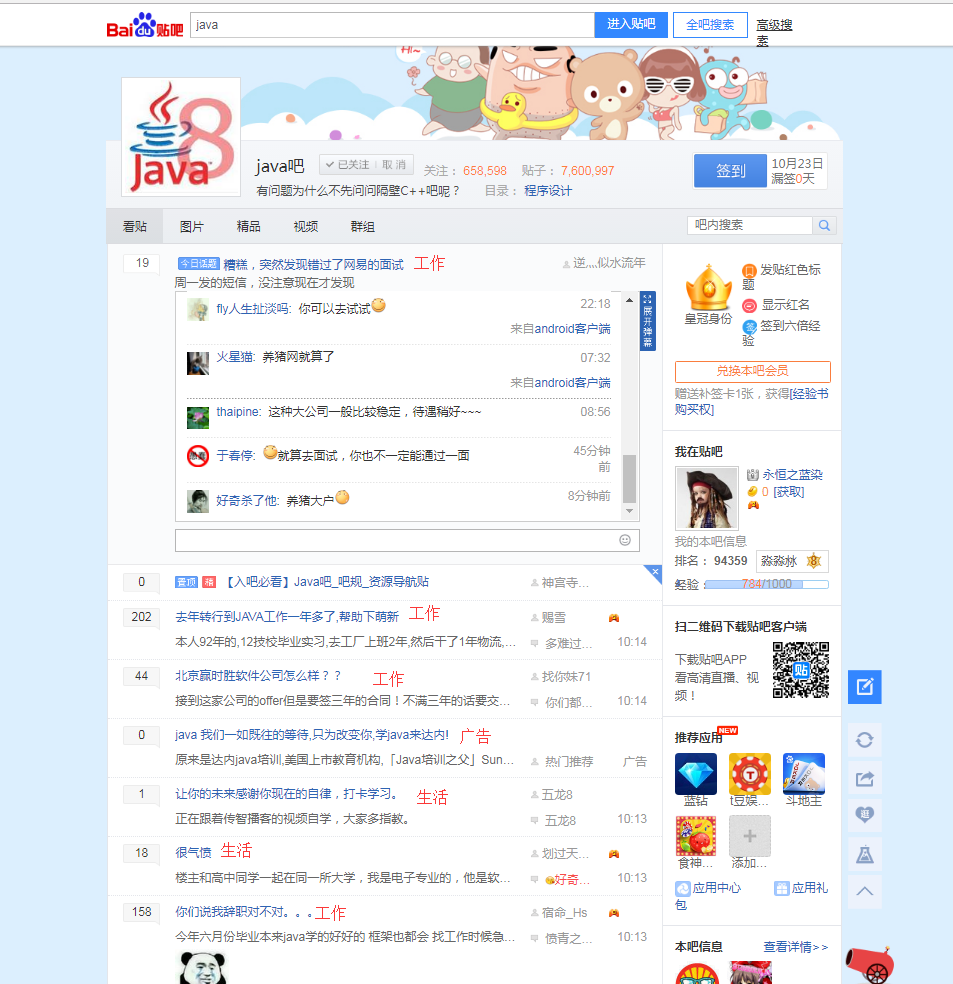 Bai du 贴吧
java
进入贴吧
全吧搜索
高级搜
索
Hi~
8
Java
java吧
已关注 | 取消
关注： 658,598 贴子： 7,600,997
有问题为什么不先问问隔壁C++吧呢？ 目录： 程序设计
签到
10月23日
漏签0天
看贴 图片 精品 视频 群组
吧内搜索
19
今日话题 糟糕，突然发现错过了网易的面试 工作
逆灬似水流年
周一发的短信，没注意现在才发现
fly人生扯淡吗: 你可以去试试
22:18
来自android客户端
火星猫: 养猪网就算了
07:32
来自android客户端
thaipine: 这种大公司一般比较稳定，待遇稍好~~~
08:56
于春停: 就算去面试，你也不一定能通过一面
45分钟
前
好奇杀了他: 养猪大户
8分钟前
展开弹幕
0
置顶 精 【入吧必看】Java吧_吧规_资源导航贴
神宫寺...
202
去年转行到JAVA工作一年多了,帮助下萌新 工作
赐雪
本人92年的,12技校毕业实习,去工厂上班2年,然后干了1年物流,...
多难过... 10:14
44
北京赢时胜软件公司怎么样？？ 工作
找你妹71
接到这家公司的offer但是要签三年的合同！不满三年的话要交...
你们都... 10:14
0
java 我们一如既往的等待,只为改变你,学java来达内! 广告
原来是达内java培训,美国上市教育机构,「Java培训之父」Sun...
热门推荐 广告
1
让你的未来感谢你现在的自律，打卡学习。 生活
五龙8
正在跟着传智播客的视频自学，大家多指教。
五龙8 10:13
18
很气愤 生活
划过天...
楼主和高中同学一起在同一所大学，我是电子专业的，他是软...
好奇... 10:13
158
你们说我辞职对不对。。。 工作
宿命_Hs
今年六月份毕业本来java学的好好的 框架也都会 找工作时候急...
愤青之... 10:13
皇冠身份
发贴红色标
题
显示红名
签到六倍经
验
兑换本吧会员
赠送补签卡1张，获得[经验书
购买权]
我在贴吧
永恒之蓝染
0 [获取]
我的本吧信息
排名： 94359 淼淼沝 8
经验： 784/1000
扫二维码下载贴吧客户端
下载贴吧APP
看高清直播、视
频！
贴
推荐应用 NEW
蓝钻 t豆娱... 斗地主
食神... 添加...
应用中心 应用礼
包
本吧信息 查看详情>>
逛